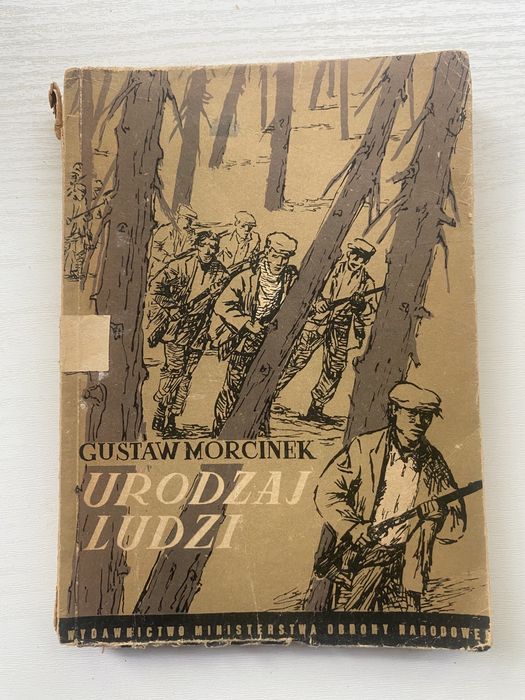 GUSTAW MORCINEK
URODZAJ
LUDZI
WYDAWNICTWO MINISTERSTWA OBRONY NARODOWEJ